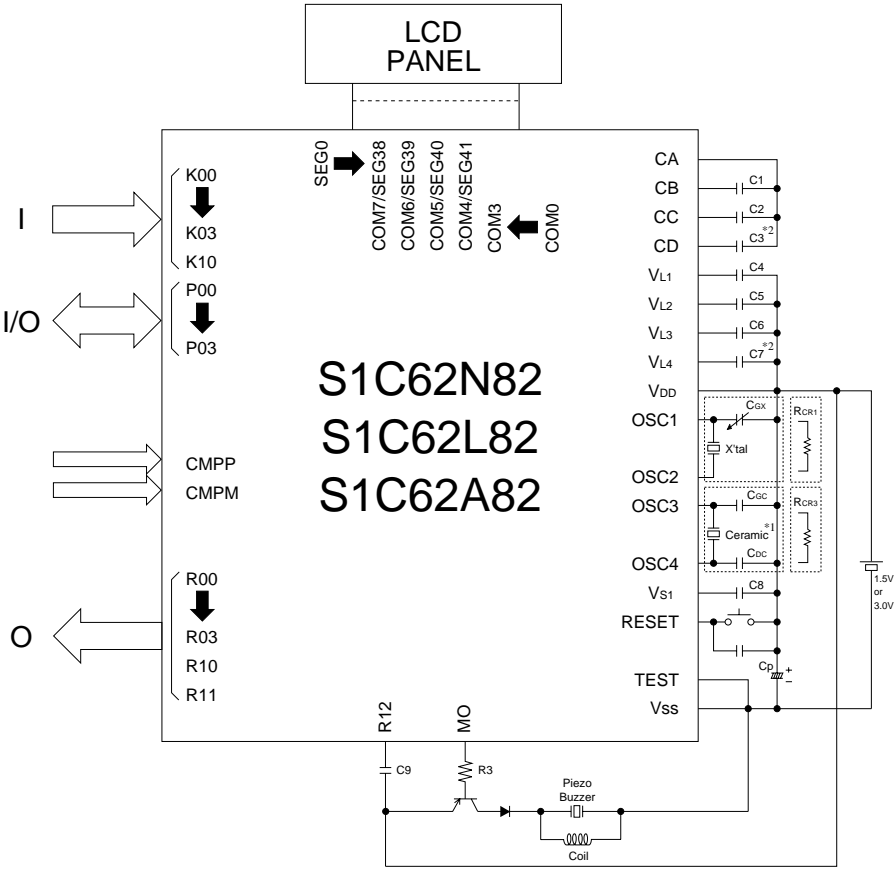 LCD
PANEL
SEG0
COM7/SEG38
COM6/SEG39
COM5/SEG40
COM4/SEG41
COM3
COM0
I
K00
K03
K10
I/O
P00
P03
CMPP
CMPM
O
R00
R03
R10
R11
S1C62N82
S1C62L82
S1C62A82
CA
CB
C1
CC
C2
CD
C3 *2
VL1
C4
VL2
C5
VL3
C6
VL4
C7 *2
VDD
OSC1
CGX
X'tal
RCR1
OSC2
OSC3
CGC
Ceramic *1
RCR3
OSC4
CDC
VS1
C8
1.5V
or
3.0V
RESET
Cp
+
–
TEST
VSS
R12
MO
C9
R3
Piezo
Buzzer
Coil